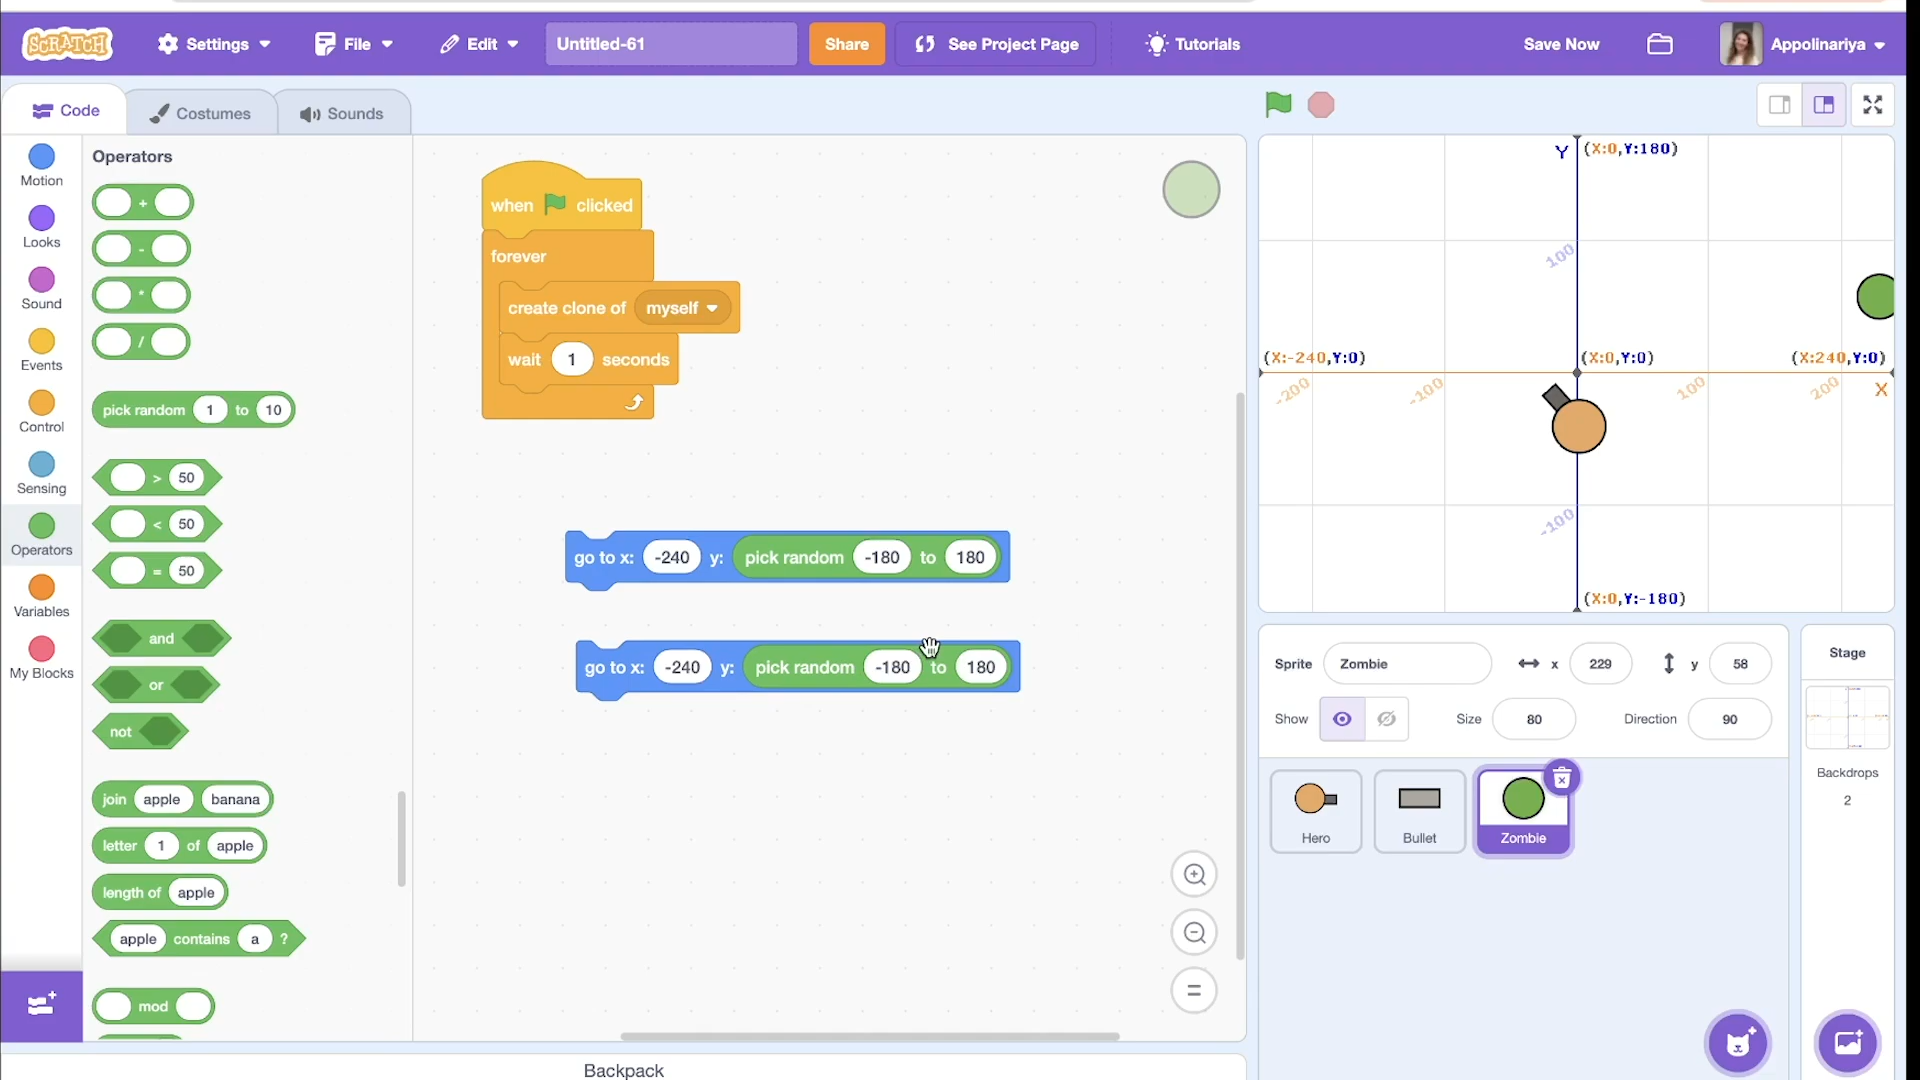 SCRATCH
Settings
File
Edit
Untitled-61
Share
See Project Page
Tutorials
Save Now
Appolinariya
Code
Costumes
Sounds
Motion
Looks
Sound
Events
Control
Sensing
Operators
Variables
My Blocks
Operators
+
-
*
/
pick random 1 to 10
> 50
< 50
= 50
and
or
not
join apple banana
letter 1 of apple
length of apple
apple contains a ?
mod
when clicked
forever
create clone of myself
wait 1 seconds
go to x: -240 y: pick random -180 to 180
go to x: -240 y: pick random -180 to 180
=
Backpack
Y (X:0,Y:180)
100
(X:-240,Y:0) (X:0,Y:0) (X:240,Y:0)
-200 -100 100 200 X
-100
(X:0,Y:-180)
Sprite Zombie x 229 y 58
Show Size 80 Direction 90
Hero
Bullet
Zombie
Stage
Backdrops
2